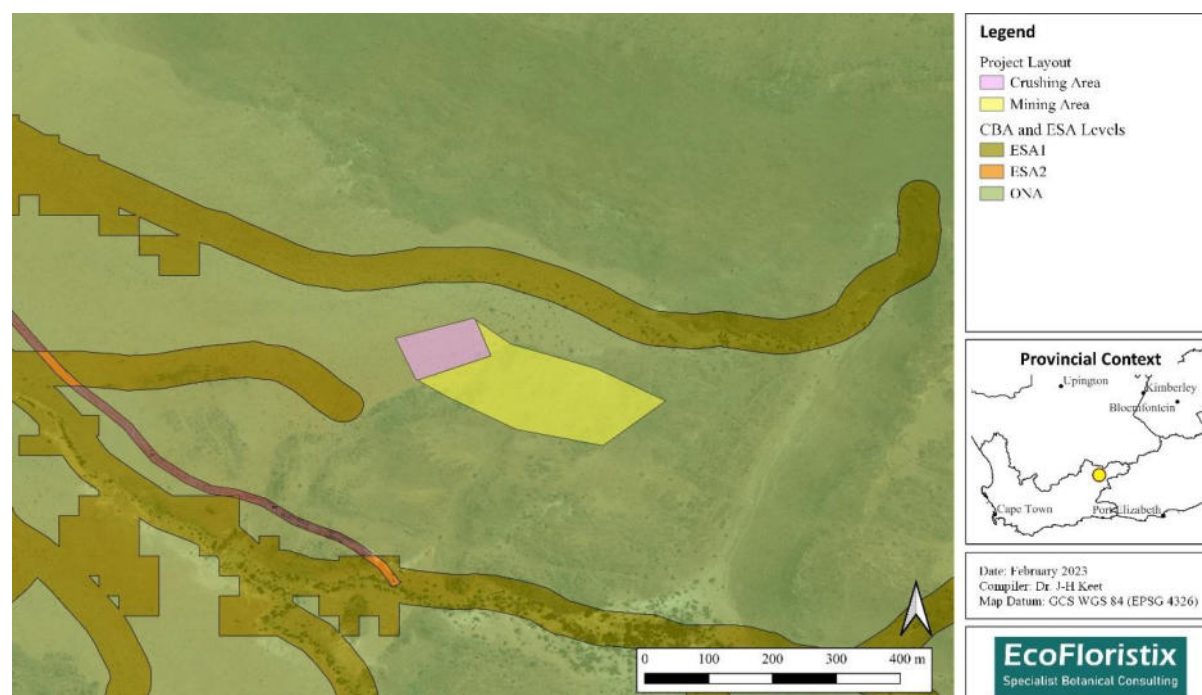 Legend
Project Layout
Crushing Area
Mining Area
CBA and ESA Levels
ESA1
ESA2
ONA
Provincial Context
Upington
Kimberley
Bloemfontein
Cape Town
Port Elizabeth
Date: February 2023
Compiler: Dr. J-H Keet
Map Datum: GCS WGS 84 (EPSG 4326)
0 100 200 300 400 m
EcoFloristix
Specialist Botanical Consulting